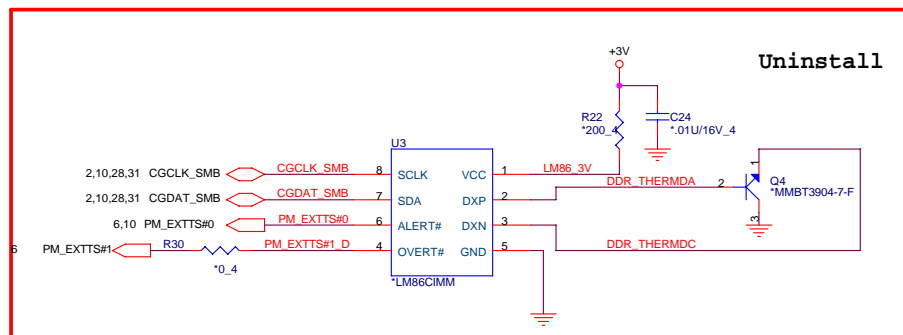 +3V
Uninstall
R22
*200_4
C24
*.01U/16V_4
U3
2,10,28,31 CGCLK_SMB CGCLK_SMB 8 SCLK VCC 1 LM86_3V
2,10,28,31 CGDAT_SMB CGDAT_SMB 7 SDA DXP 2 DDR_THERMDA 2 1 Q4
*MMBT3904-7-F
6,10 PM_EXTTS#0 PM_EXTTS#0 6 ALERT# DXN 3 3
6 PM_EXTTS#1 R30 PM_EXTTS#1_D 4 OVERT# GND 5 DDR_THERMDC
*0_4
*LM86CIMM